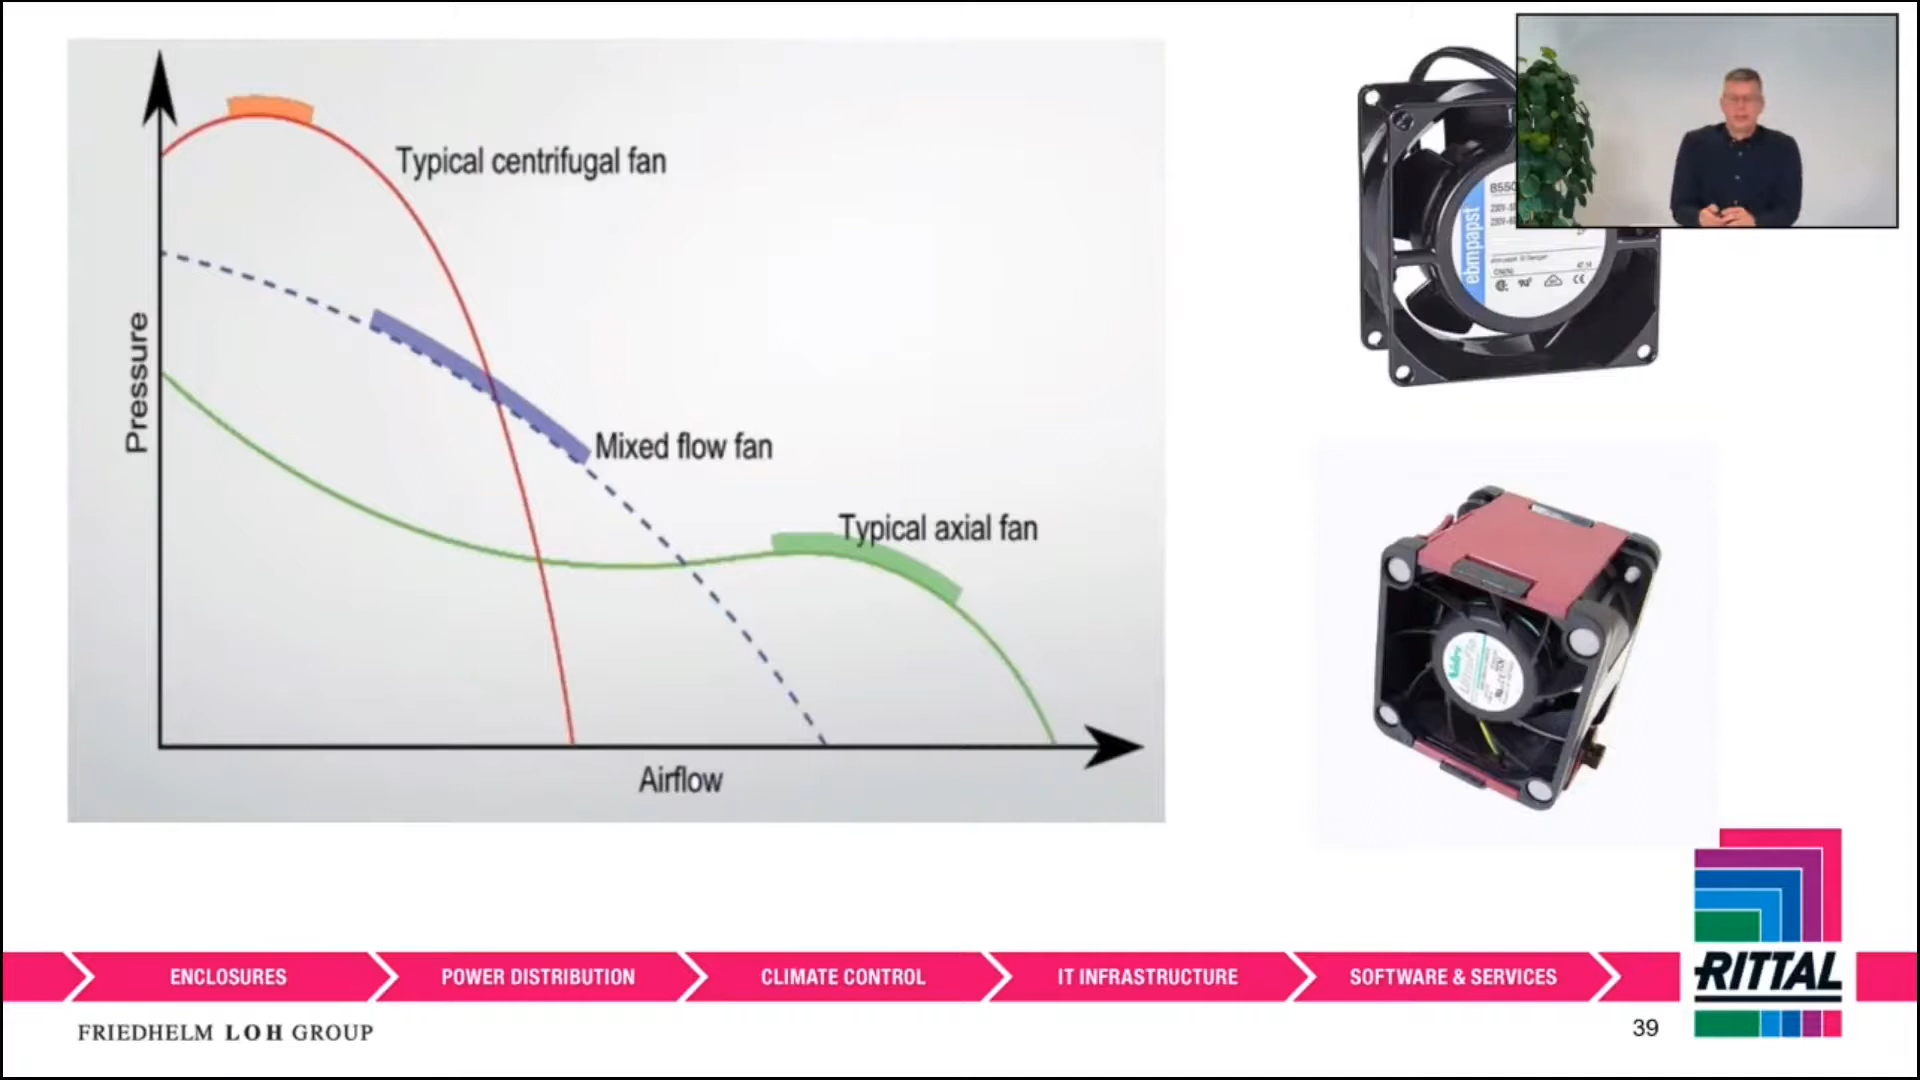 Typical centrifugal fan
Pressure
Mixed flow fan
Typical axial fan
Airflow
ebmpapst
ENCLOSURES
POWER DISTRIBUTION
CLIMATE CONTROL
IT INFRASTRUCTURE
SOFTWARE & SERVICES
RITTAL
FRIEDHELM LOH GROUP
39